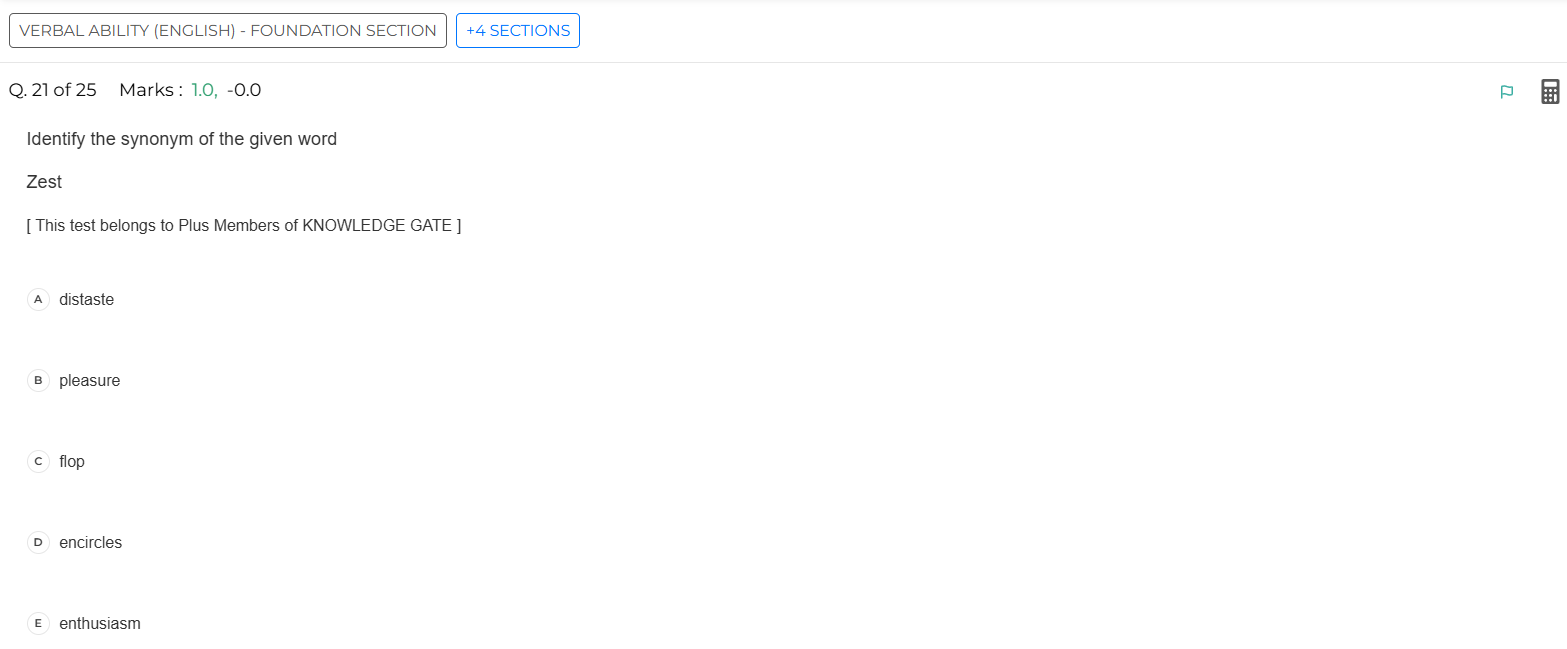 VERBAL ABILITY (ENGLISH) - FOUNDATION SECTION +4 SECTIONS
Q. 21 of 25 Marks : 1.0, -0.0
Identify the synonym of the given word
Zest
[ This test belongs to Plus Members of KNOWLEDGE GATE ]
A distaste
B pleasure
C flop
D encircles
E enthusiasm